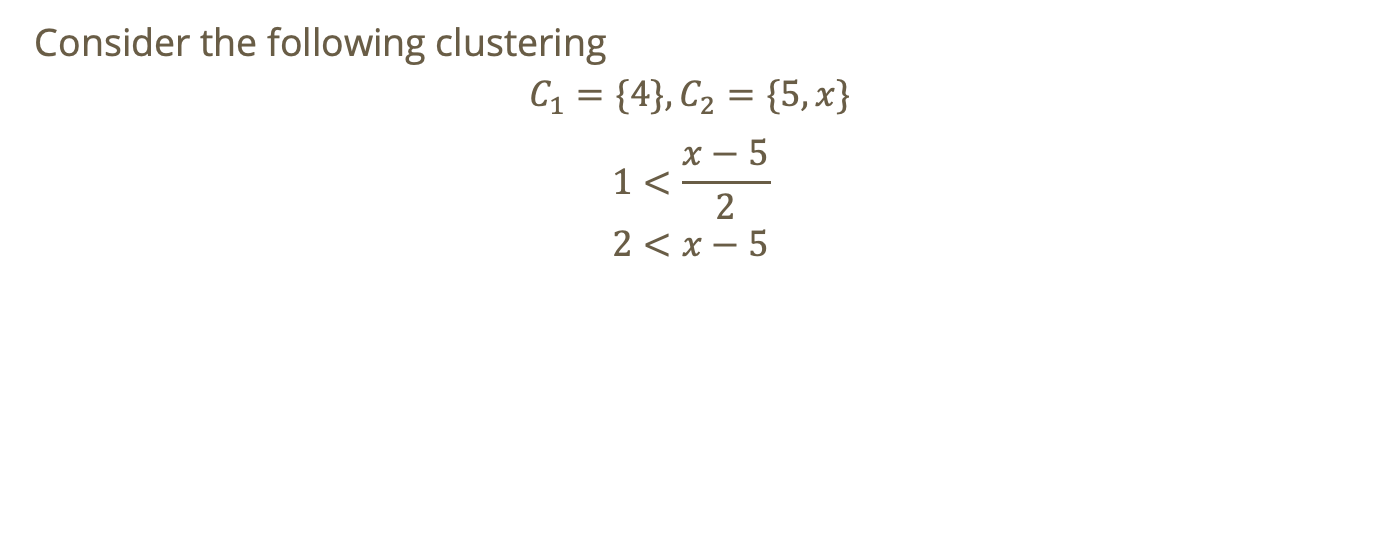 Consider the following clustering
C₁ = {4}, C₂ = {5, x}
1 < (x − 5)/2
2 < x − 5